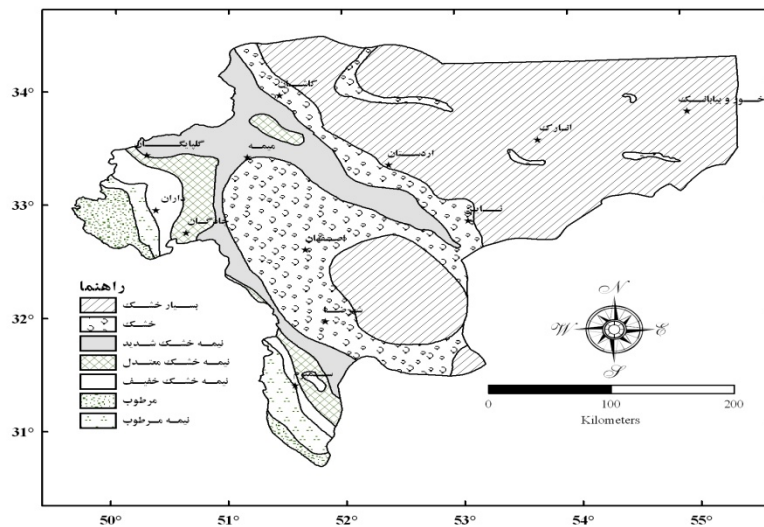 34°
33°
32°
31°
50°
51°
52°
53°
54°
55°
کاشان
خور و بیابانک
انارک
اردستان
گلپایگان
میمه
نایین
داران
خادگان
اصفهان
راهنما
بسیار خشک
خشک
نیمه خشک شدید
نیمه خشک معتدل
نیمه خشک خفیف
مرطوب
نیمه مرطوب
N
W
E
S
0
100
200
Kilometers